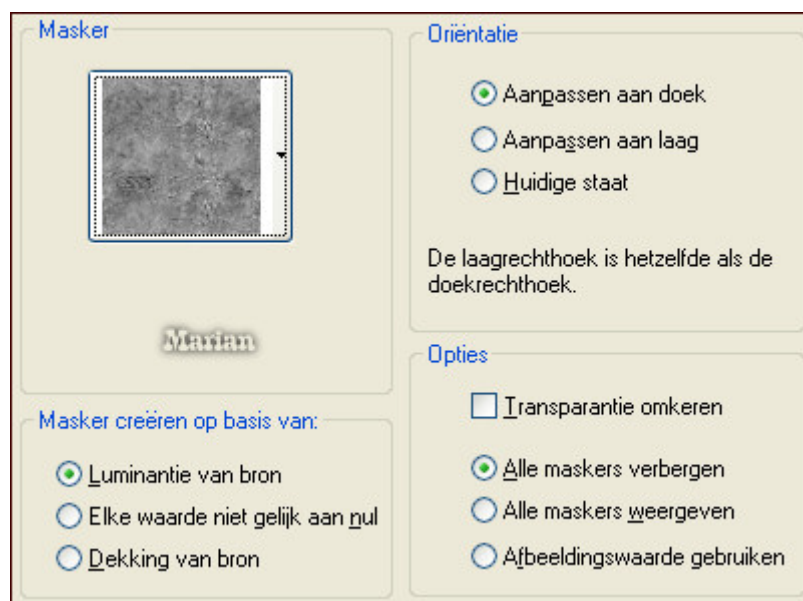 Masker
Marian
Masker creëren op basis van:
Luminantie van bron
Elke waarde niet gelijk aan nul
Dekking van bron
Oriëntatie
Aanpassen aan doek
Aanpassen aan laag
Huidige staat
De laagrechthoek is hetzelfde als de
doekrechthoek.
Opties
Transparantie omkeren
Alle maskers verbergen
Alle maskers weergeven
Afbeeldingswaarde gebruiken